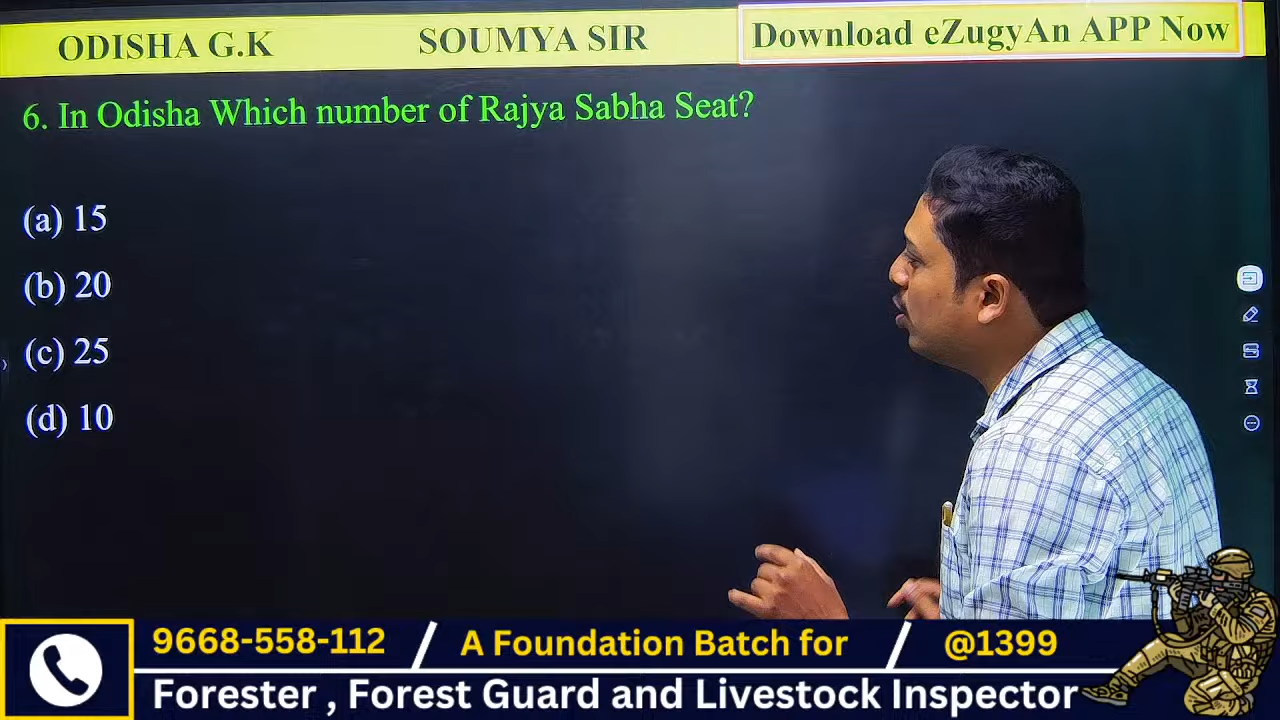 ODISHA G.K SOUMYA SIR Download eZugyAn APP Now
6. In Odisha Which number of Rajya Sabha Seat?
(a) 15
(b) 20
(c) 25
(d) 10
9668-558-112 / A Foundation Batch for / @1399
Forester , Forest Guard and Livestock Inspector